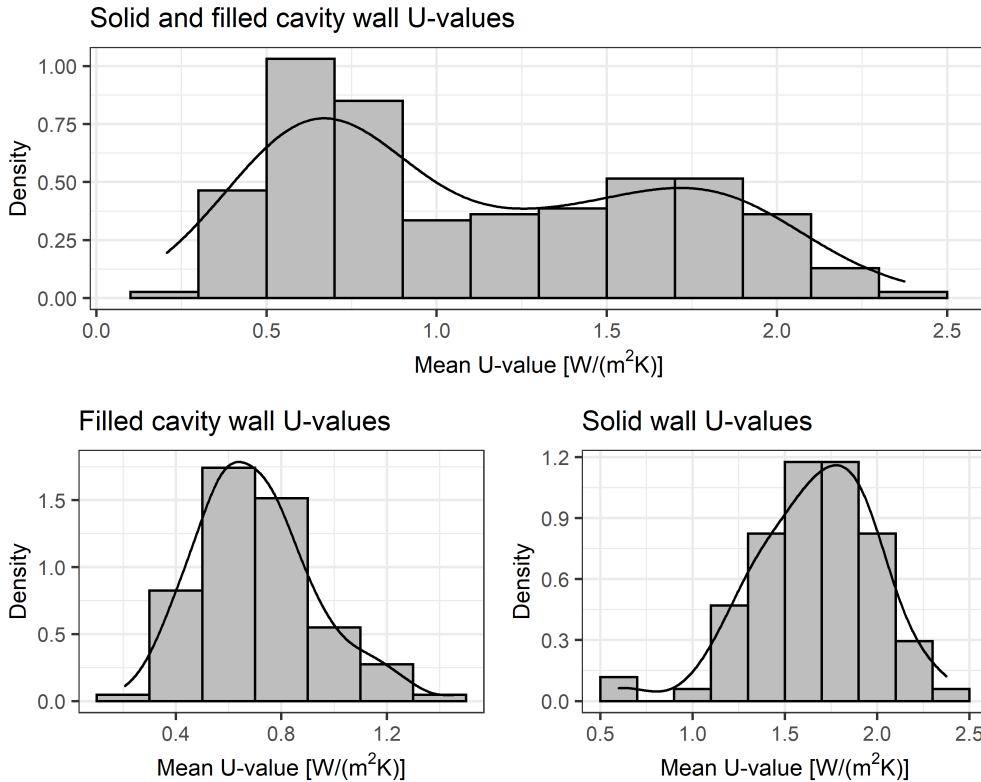 Solid and filled cavity wall U-values
1.00
0.75
0.50
0.25
0.00
Density
0.0 0.5 1.0 1.5 2.0 2.5
Mean U-value [W/(m²K)]
Filled cavity wall U-values
1.5
1.0
0.5
0.0
Density
0.4 0.8 1.2
Mean U-value [W/(m²K)]
Solid wall U-values
1.2
0.9
0.6
0.3
0.0
Density
0.5 1.0 1.5 2.0 2.5
Mean U-value [W/(m²K)]